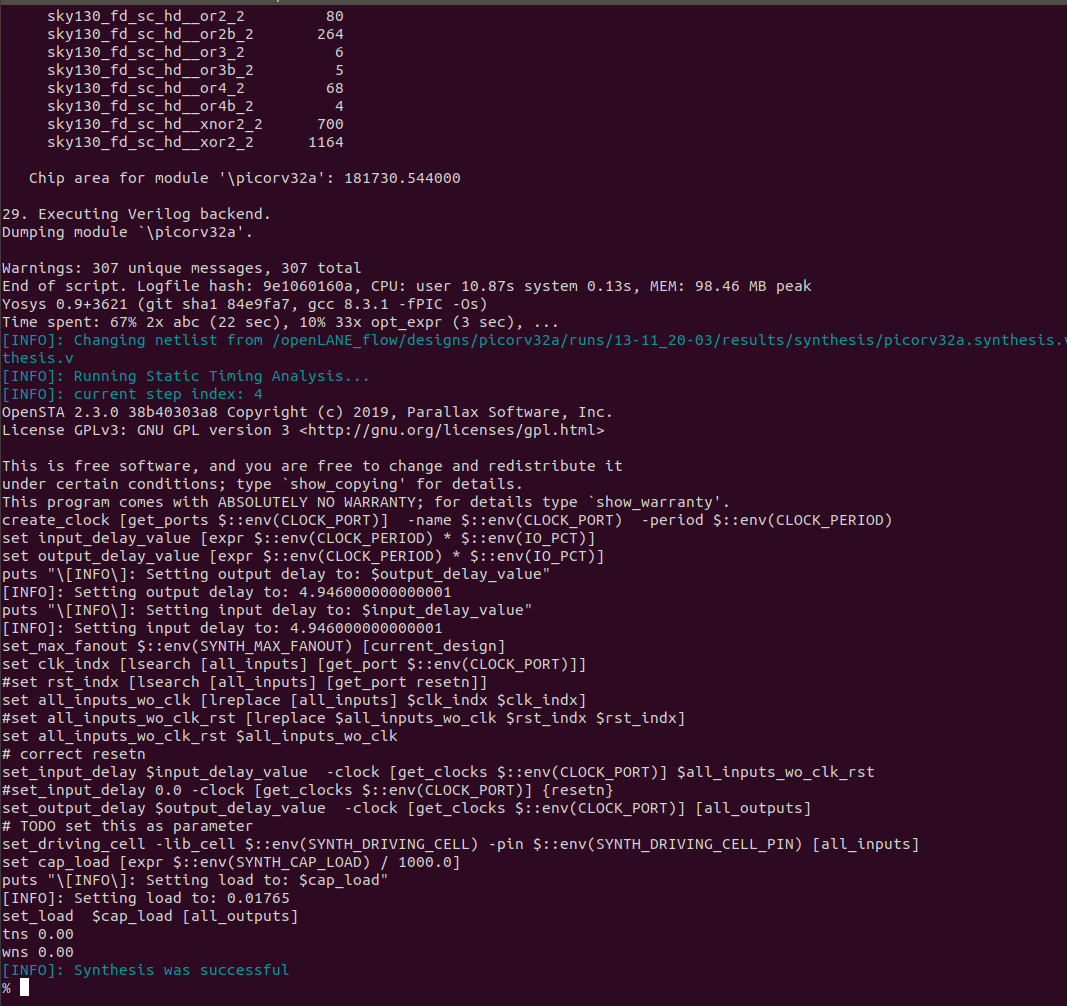 sky130_fd_sc_hd__or2_2 80
sky130_fd_sc_hd__or2b_2 264
sky130_fd_sc_hd__or3_2 6
sky130_fd_sc_hd__or3b_2 5
sky130_fd_sc_hd__or4_2 68
sky130_fd_sc_hd__or4b_2 4
sky130_fd_sc_hd__xnor2_2 700
sky130_fd_sc_hd__xor2_2 1164
Chip area for module '\picorv32a': 181730.544000
29. Executing Verilog backend.
Dumping module `\picorv32a'.
Warnings: 307 unique messages, 307 total
End of script. Logfile hash: 9e1060160a, CPU: user 10.87s system 0.13s, MEM: 98.46 MB peak
Yosys 0.9+3621 (git sha1 84e9fa7, gcc 8.3.1 -fPIC -Os)
Time spent: 67% 2x abc (22 sec), 10% 33x opt_expr (3 sec), ...
[INFO]: Changing netlist from /openLANE_flow/designs/picorv32a/runs/13-11_20-03/results/synthesis/picorv32a.synthesis.v
thesis.v
[INFO]: Running Static Timing Analysis...
[INFO]: current step index: 4
OpenSTA 2.3.0 38b40303a8 Copyright (c) 2019, Parallax Software, Inc.
License GPLv3: GNU GPL version 3 <http://gnu.org/licenses/gpl.html>
This is free software, and you are free to change and redistribute it
under certain conditions; type `show_copying' for details.
This program comes with ABSOLUTELY NO WARRANTY; for details type `show_warranty'.
create_clock [get_ports $::env(CLOCK_PORT)]  -name $::env(CLOCK_PORT)  -period $::env(CLOCK_PERIOD)
set input_delay_value [expr $::env(CLOCK_PERIOD) * $::env(IO_PCT)]
set output_delay_value [expr $::env(CLOCK_PERIOD) * $::env(IO_PCT)]
puts "\[INFO\]: Setting output delay to: $output_delay_value"
[INFO]: Setting output delay to: 4.946000000000001
puts "\[INFO\]: Setting input delay to: $input_delay_value"
[INFO]: Setting input delay to: 4.946000000000001
set_max_fanout $::env(SYNTH_MAX_FANOUT) [current_design]
set clk_indx [lsearch [all_inputs] [get_port $::env(CLOCK_PORT)]]
#set rst_indx [lsearch [all_inputs] [get_port resetn]]
set all_inputs_wo_clk [lreplace [all_inputs] $clk_indx $clk_indx]
#set all_inputs_wo_clk_rst [lreplace $all_inputs_wo_clk $rst_indx $rst_indx]
set all_inputs_wo_clk_rst $all_inputs_wo_clk
# correct resetn
set_input_delay $input_delay_value  -clock [get_clocks $::env(CLOCK_PORT)] $all_inputs_wo_clk_rst
#set_input_delay 0.0 -clock [get_clocks $::env(CLOCK_PORT)] {resetn}
set_output_delay $output_delay_value  -clock [get_clocks $::env(CLOCK_PORT)] [all_outputs]
# TODO set this as parameter
set_driving_cell -lib_cell $::env(SYNTH_DRIVING_CELL) -pin $::env(SYNTH_DRIVING_CELL_PIN) [all_inputs]
set cap_load [expr $::env(SYNTH_CAP_LOAD) / 1000.0]
puts "\[INFO\]: Setting load to: $cap_load"
[INFO]: Setting load to: 0.01765
set_load  $cap_load [all_outputs]
tns 0.00
wns 0.00
[INFO]: Synthesis was successful
%